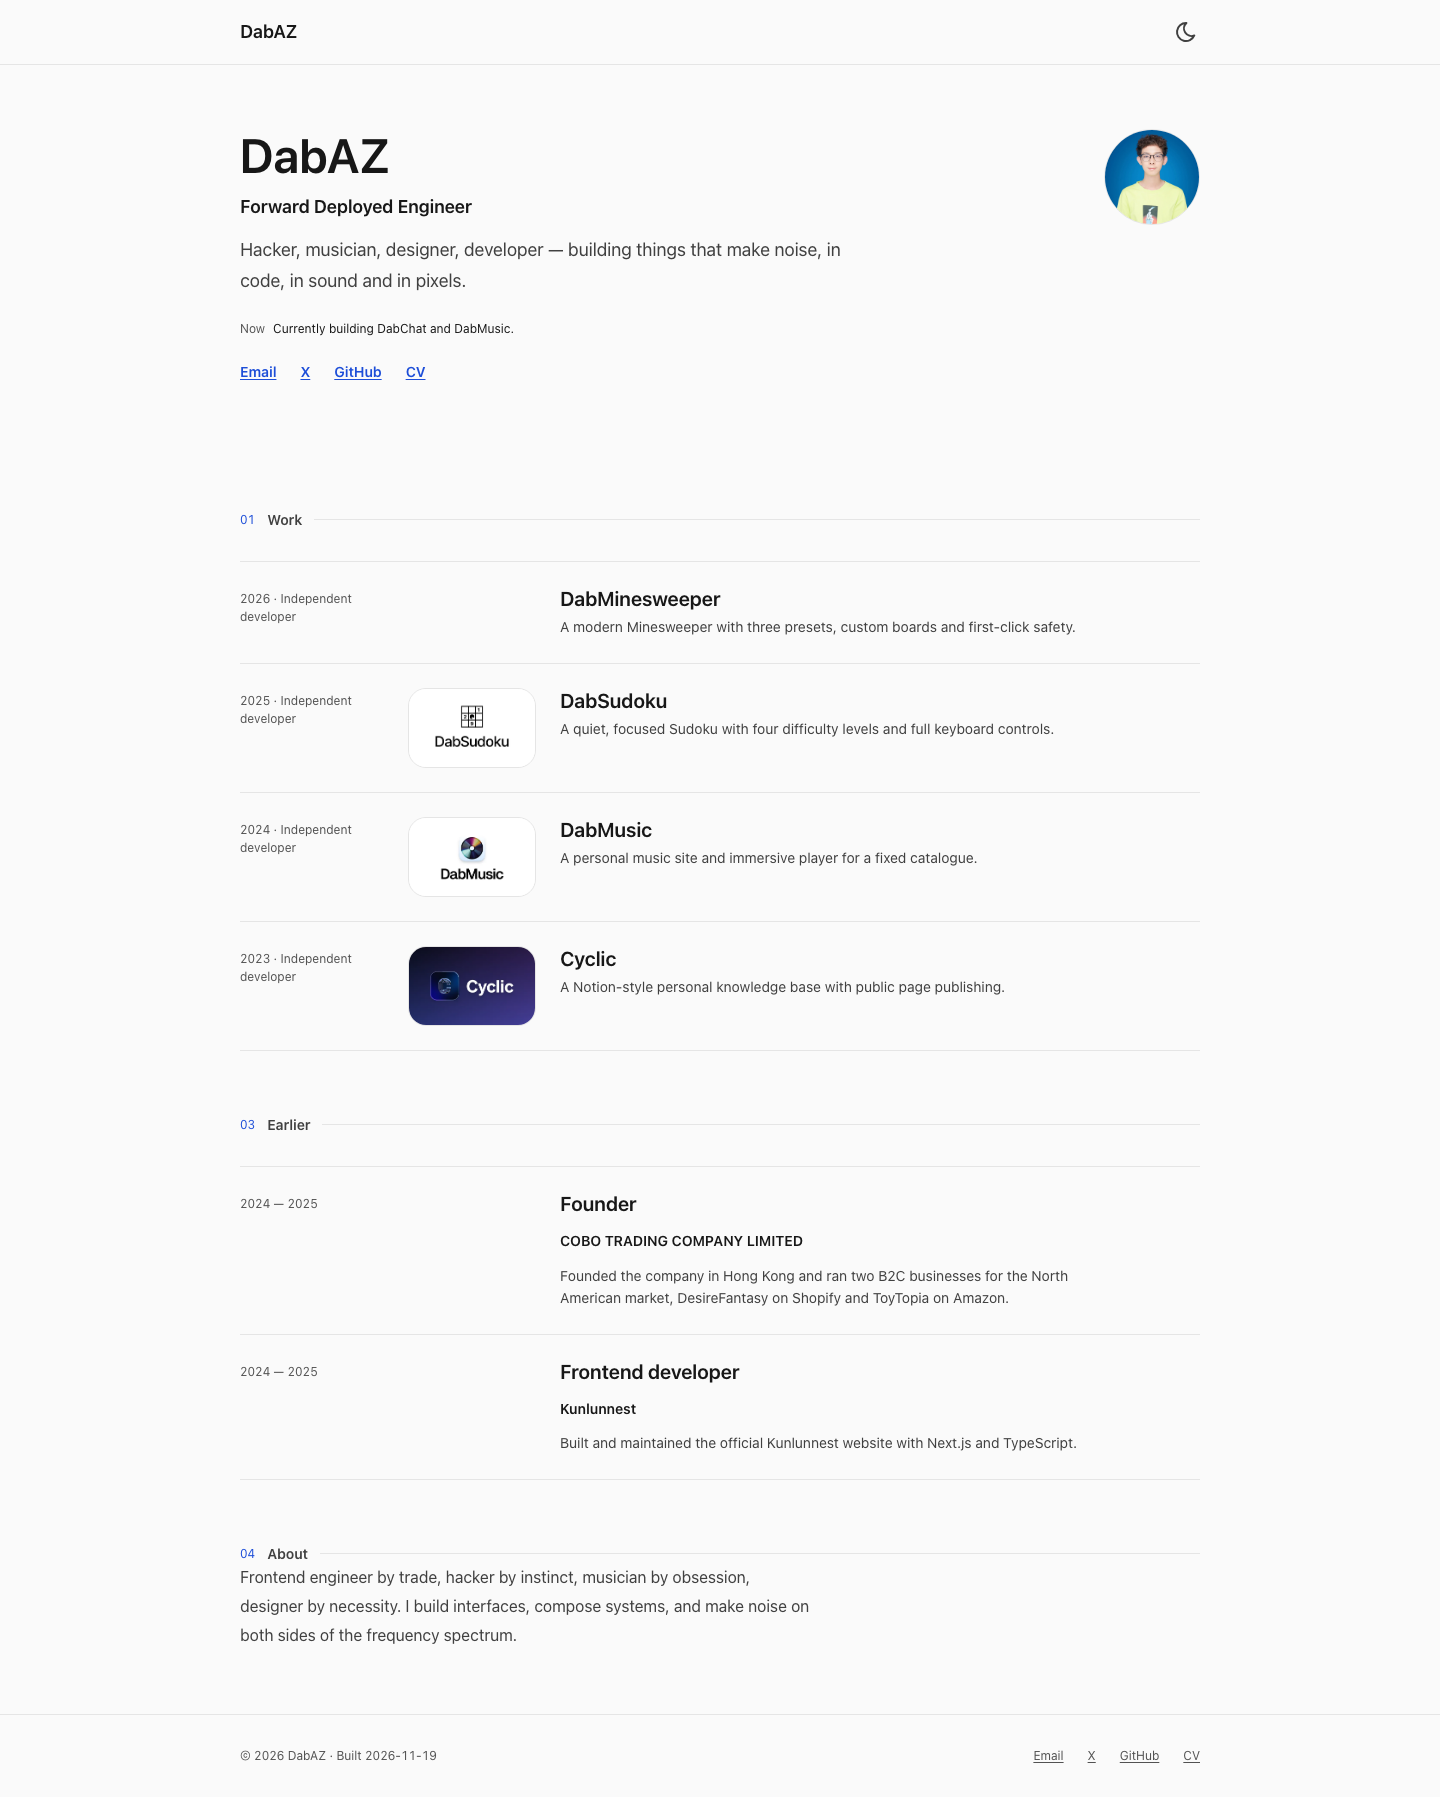 DabAZ
DabAZ
Forward Deployed Engineer
Hacker, musician, designer, developer — building things that make noise, in
code, in sound and in pixels.
Now Currently building DabChat and DabMusic.
Email X GitHub CV
01 Work
2026 · Independent
developer
DabMinesweeper
A modern Minesweeper with three presets, custom boards and first-click safety.
2025 · Independent
developer
DabSudoku
DabSudoku
A quiet, focused Sudoku with four difficulty levels and full keyboard controls.
2024 · Independent
developer
DabMusic
DabMusic
A personal music site and immersive player for a fixed catalogue.
2023 · Independent
developer
Cyclic
Cyclic
A Notion-style personal knowledge base with public page publishing.
03 Earlier
2024 — 2025
Founder
COBO TRADING COMPANY LIMITED
Founded the company in Hong Kong and ran two B2C businesses for the North
American market, DesireFantasy on Shopify and ToyTopia on Amazon.
2024 — 2025
Frontend developer
Kunlunnest
Built and maintained the official Kunlunnest website with Next.js and TypeScript.
04 About
Frontend engineer by trade, hacker by instinct, musician by obsession,
designer by necessity. I build interfaces, compose systems, and make noise on
both sides of the frequency spectrum.
© 2026 DabAZ · Built 2026-11-19
Email X GitHub CV